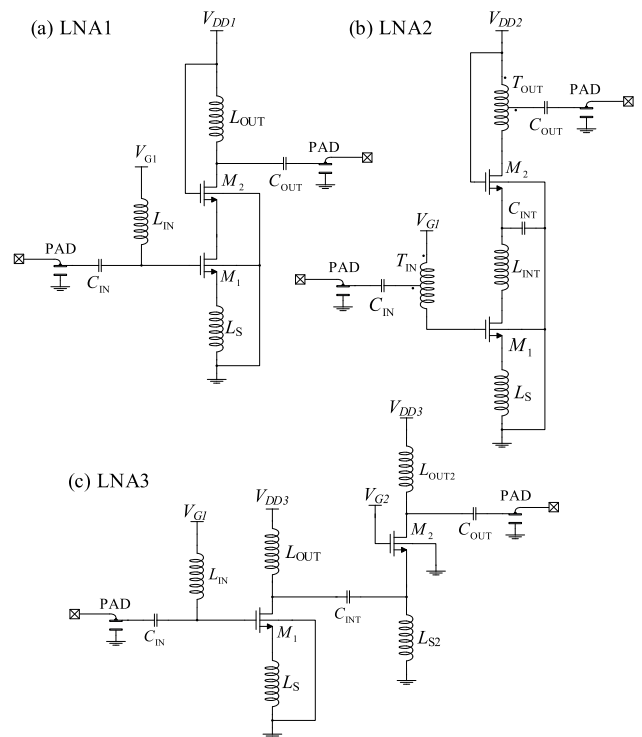 (a) LNA1
V_DD1
L_OUT
PAD
C_OUT
V_G1
L_IN
M_2
PAD
C_IN
M_1
L_S
(b) LNA2
V_DD2
T_OUT
PAD
C_OUT
M_2
C_INT
V_G1
T_IN
L_INT
PAD
C_IN
M_1
L_S
(c) LNA3
V_DD3
L_OUT2
V_G2
PAD
C_OUT
M_2
V_DD3
V_G1
L_OUT
L_IN
PAD
C_IN
C_INT
M_1
L_S
L_S2